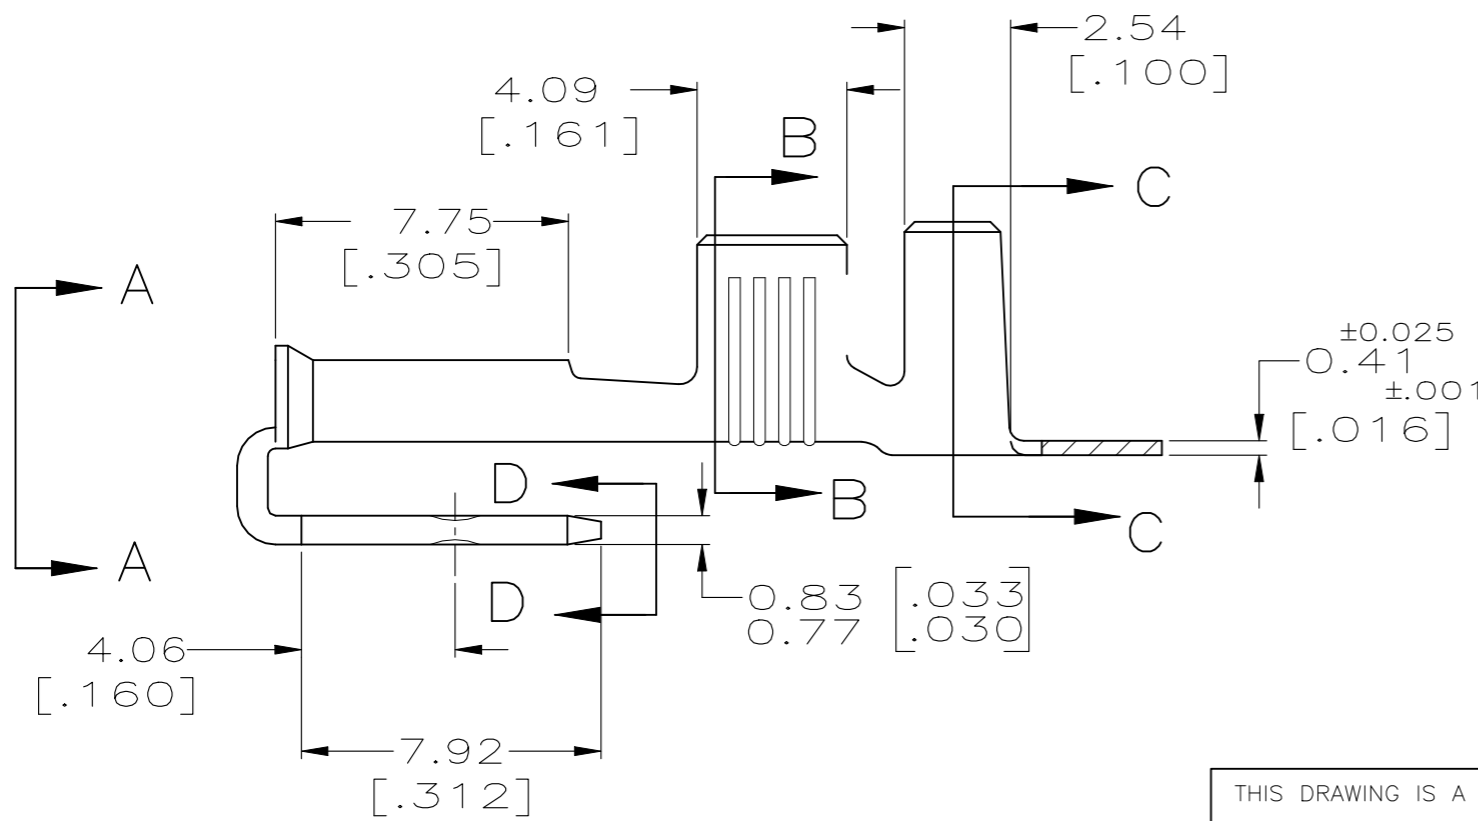 2.54
[.100]
4.09
[.161]
B
C
7.75
[.305]
A
±0.025
0.41
±.001
[.016]
D
B
C
A
D
0.83 [.033
0.77 .030]
4.06
[.160]
7.92
[.312]
THIS DRAWING IS A